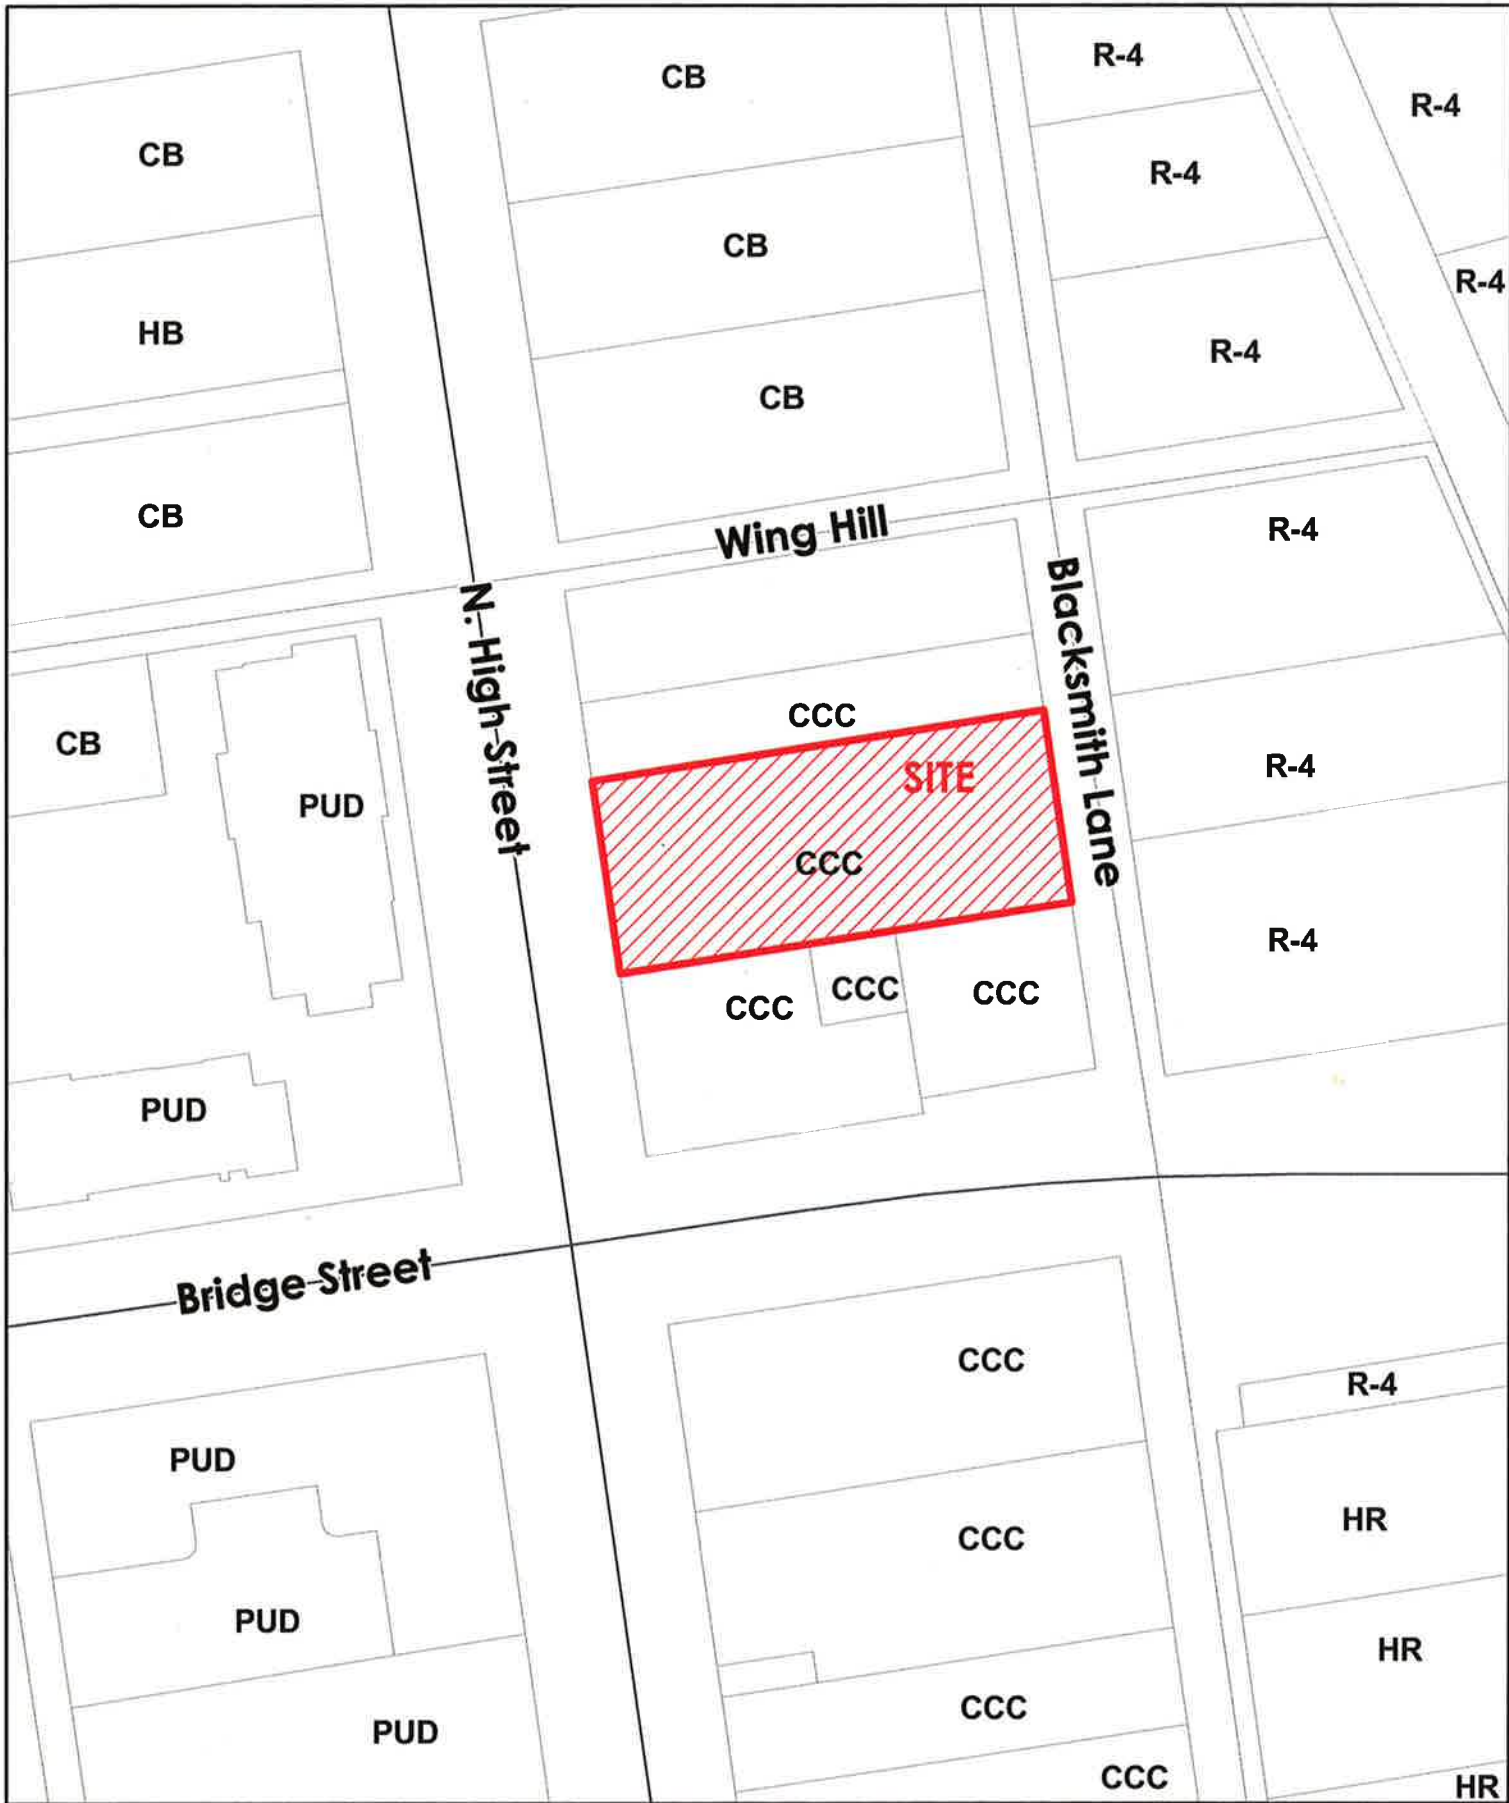 CB
R-4
R-4
CB
R-4
CB
R-4
HB
R-4
CB
CB
Wing Hill
R-4
N. High Street
Blacksmith Lane
CCC
CB
R-4
SITE
PUD
CCC
R-4
CCC
CCC
CCC
PUD
Bridge Street
CCC
R-4
PUD
HR
CCC
PUD
HR
CCC
PUD
CCC
HR